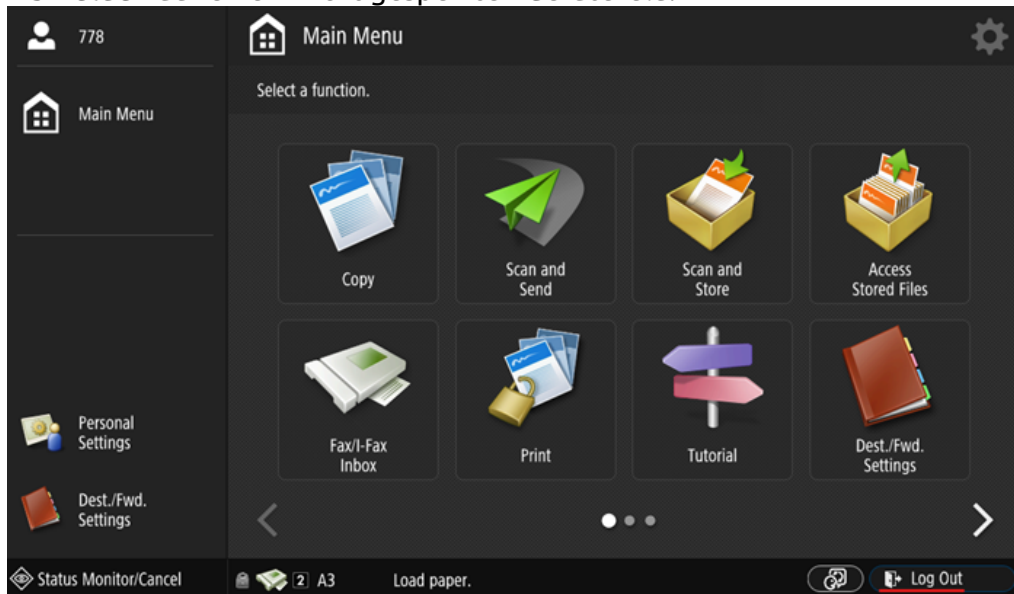 778
Main Menu
Main Menu
Select a function.
Copy
Scan and
Send
Scan and
Store
Access
Stored Files
Fax/I-Fax
Inbox
Print
Tutorial
Dest./Fwd.
Settings
Personal
Settings
Dest./Fwd.
Settings
Status Monitor/Cancel
2 A3 Load paper.
Log Out